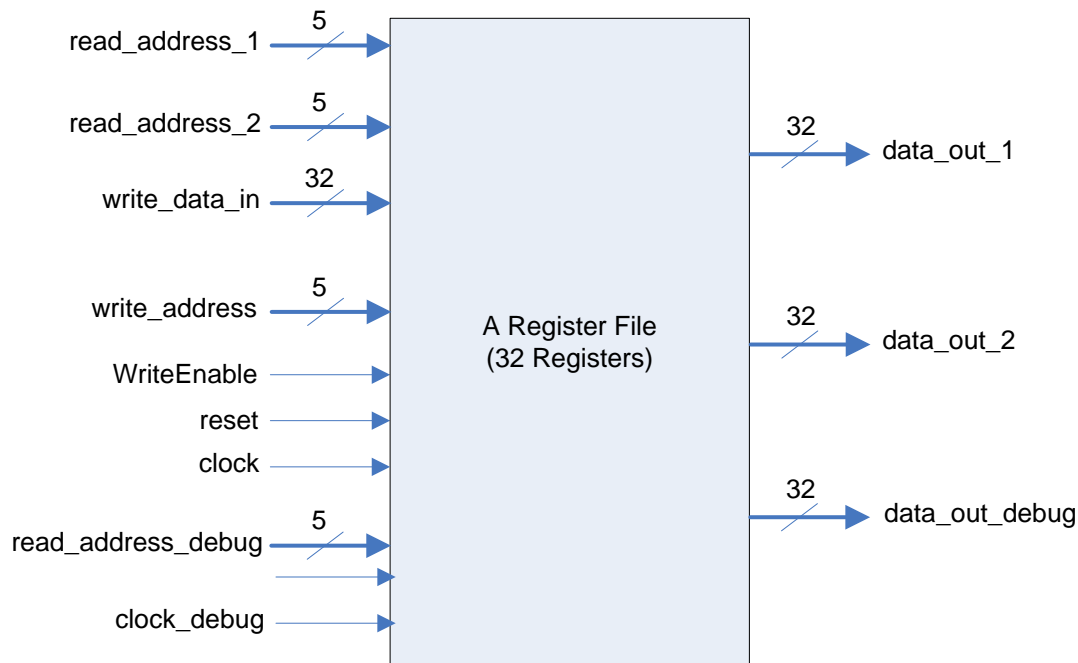 5
read_address_1
5
read_address_2
32
write_data_in
5
write_address
WriteEnable
reset
clock
5
read_address_debug
clock_debug
A Register File
(32 Registers)
32
data_out_1
32
data_out_2
32
data_out_debug